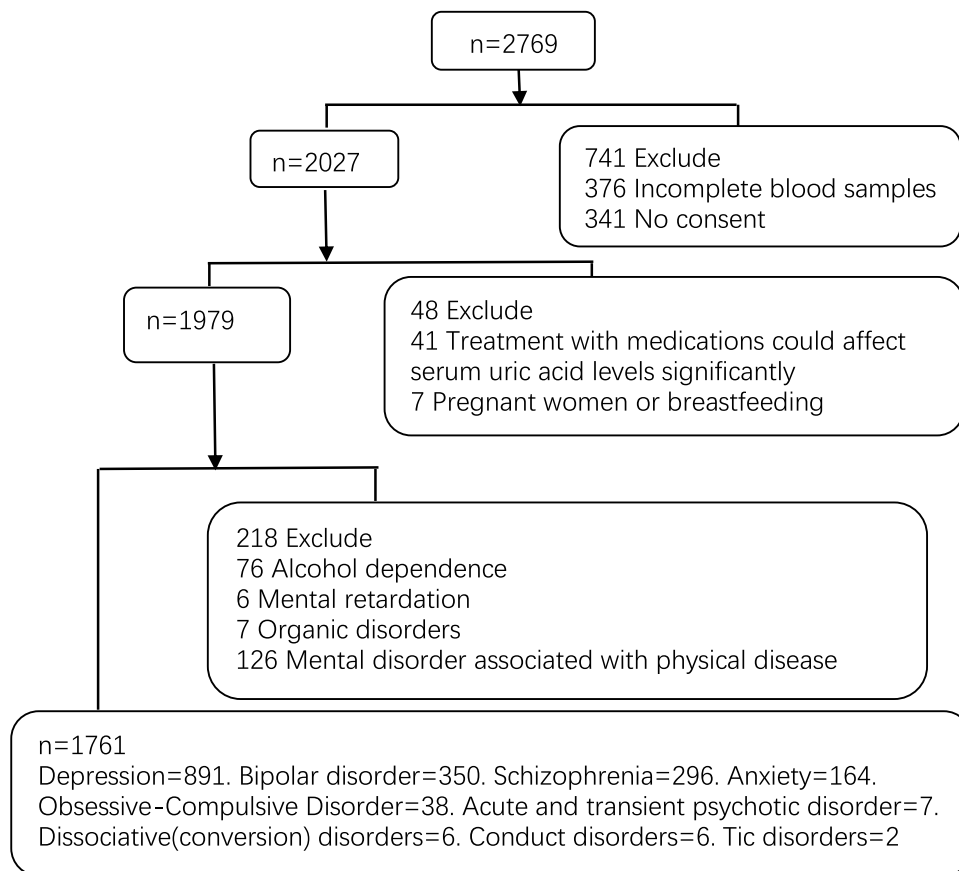 n=2769
n=2027
741 Exclude
376 Incomplete blood samples
341 No consent
n=1979
48 Exclude
41 Treatment with medications could affect
serum uric acid levels significantly
7 Pregnant women or breastfeeding
218 Exclude
76 Alcohol dependence
6 Mental retardation
7 Organic disorders
126 Mental disorder associated with physical disease
n=1761
Depression=891. Bipolar disorder=350. Schizophrenia=296. Anxiety=164.
Obsessive-Compulsive Disorder=38. Acute and transient psychotic disorder=7.
Dissociative(conversion) disorders=6. Conduct disorders=6. Tic disorders=2